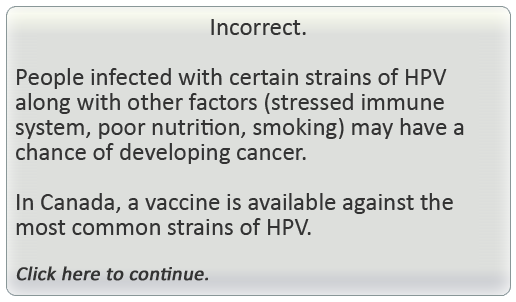 Incorrect.
People infected with certain strains of HPV
along with other factors (stressed immune
system, poor nutrition, smoking) may have a
chance of developing cancer.
In Canada, a vaccine is available against the
most common strains of HPV.
Click here to continue.